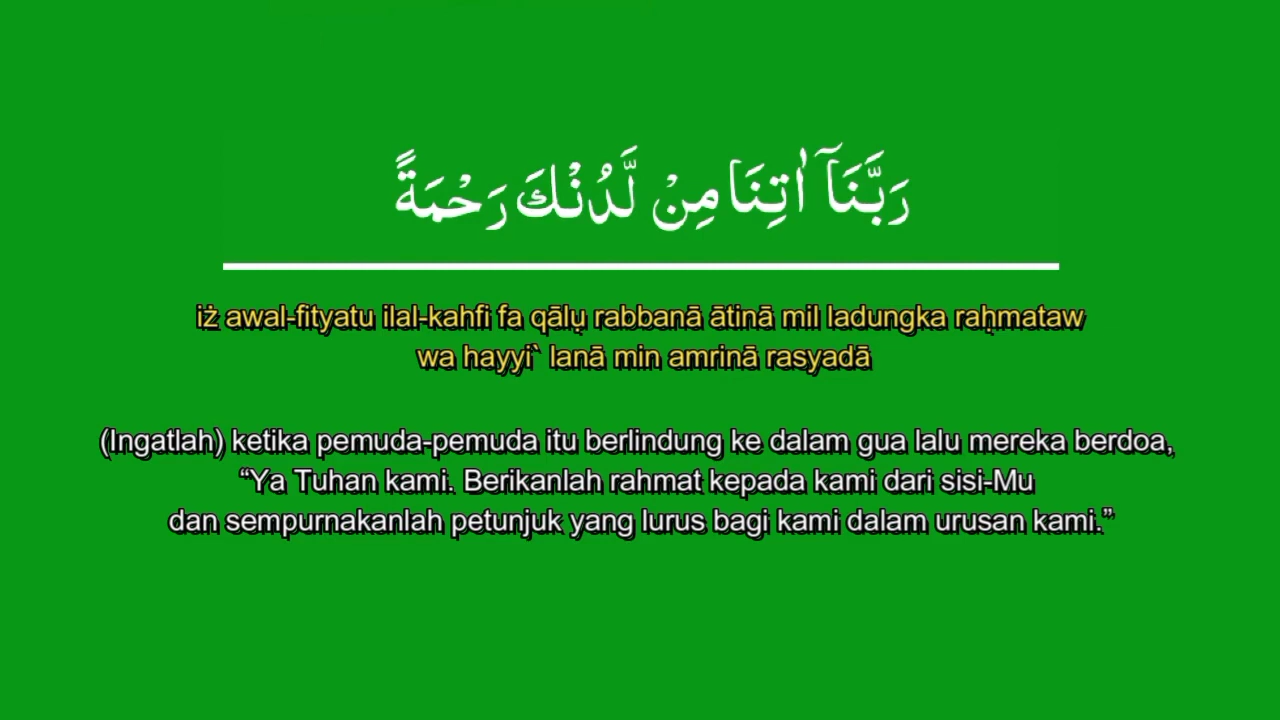 رَبَّنَآ اٰتِنَا مِنْ لَّدُنْكَ رَحْمَةً
iż awal-fityatu ilal-kahfi fa qālụ rabbanā ātinā mil ladungka raḥmataw
wa hayyi` lanā min amrinā rasyadā
(Ingatlah) ketika pemuda-pemuda itu berlindung ke dalam gua lalu mereka berdoa,
“Ya Tuhan kami. Berikanlah rahmat kepada kami dari sisi-Mu
dan sempurnakanlah petunjuk yang lurus bagi kami dalam urusan kami.”